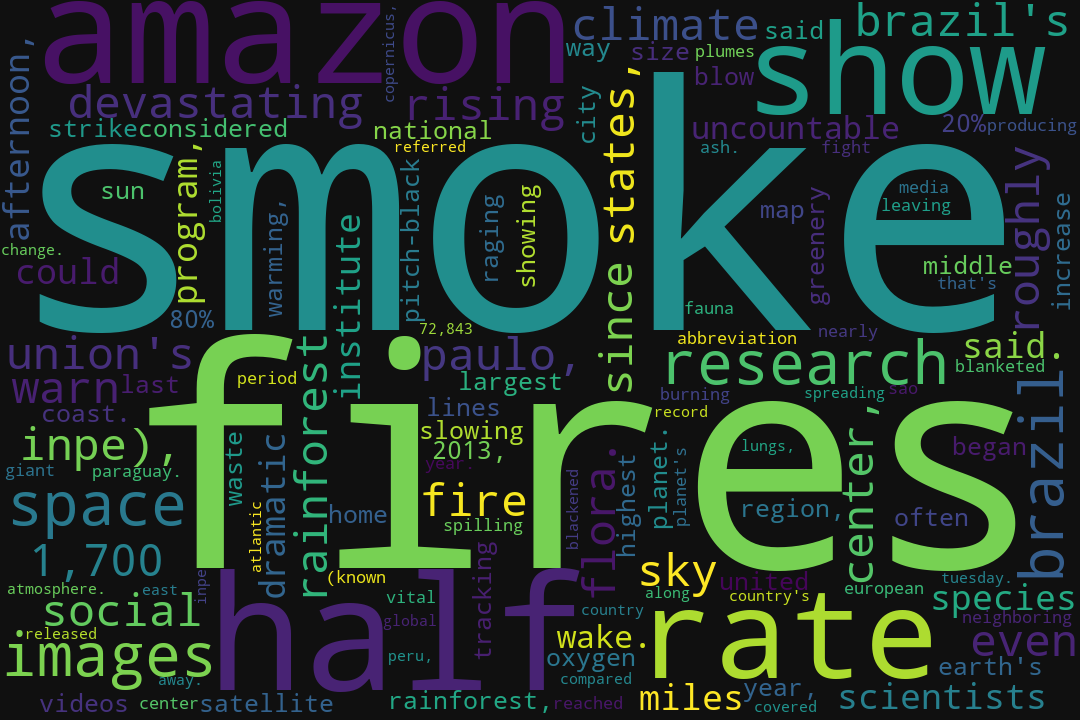 amazon
climate
said
brazil's
copernicus,
way
size
plumes
show
afternoon,
devastating
rising
blow
city
since states,
strike
considered
national
uncountable
20%
producing
referred
ash.
fight
smoke
program,
bolivia
sun
pitch-black
raging
showing
map
greenery
media
leaving
roughly
increase
warming,
institute
change.
could
middle
that's
80%
72,843
fauna
abbreviation
nearly
union's
paulo,
research
said.
blanketed
warn
last
period
largest
burning
spreading
sao
fires
rainforest
coast.
lines
record
brazil
inpe),
slowing
2013,
center,
began
giant
paraguay.
waste
dramatic
year.
flora.
highest
planet.
planet's
lungs,
space
atlantic
home
fire
spilling
blackened
region,
often
1,700
(known
sky
united
european
tuesday.
atmosphere.
east
inpe
vital
tracking
along
country's
species
social
half
global
country
rate
neighboring
released
images
wake.
even
peru,
oxygen
compared
earth's
away.
videos
center
satellite
rainforest,
reached
miles
year,
covered
scientists